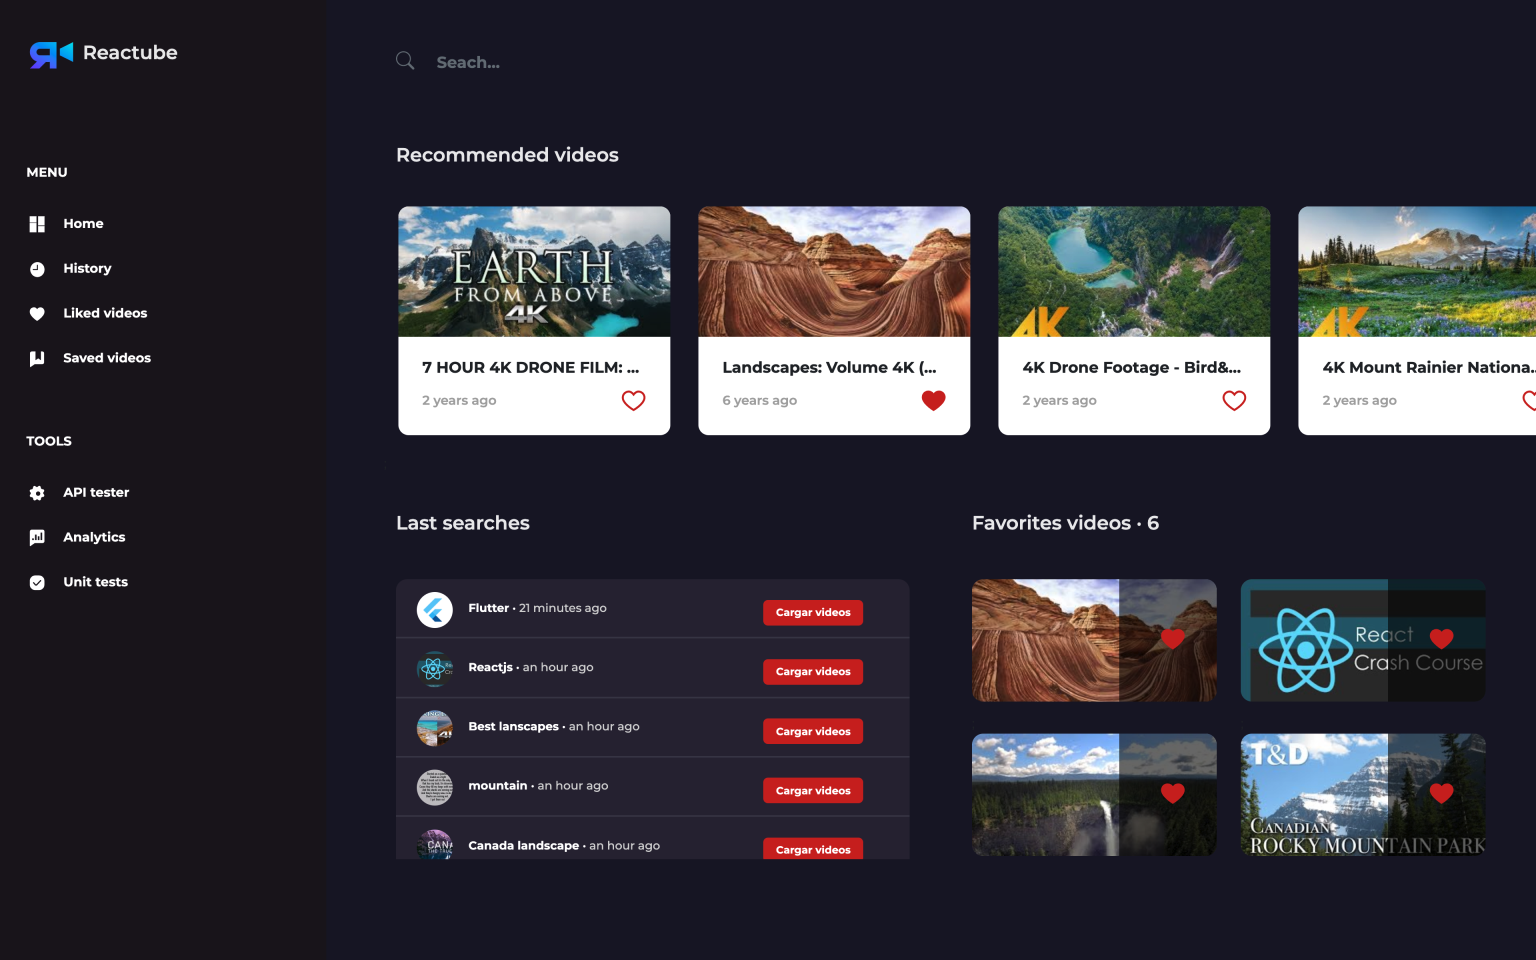 Reactube
Seach...
MENU
Home
History
Liked videos
Saved videos
TOOLS
API tester
Analytics
Unit tests
Recommended videos
EARTH
FROM ABOVE
4K
7 HOUR 4K DRONE FILM: ...
2 years ago
Landscapes: Volume 4K (...
6 years ago
4K
4K Drone Footage - Bird&...
2 years ago
4K
4K Mount Rainier Nationa..
2 years ago
Last searches
Flutter · 21 minutes ago
Cargar videos
Reactjs · an hour ago
Cargar videos
Best lanscapes · an hour ago
Cargar videos
mountain · an hour ago
Cargar videos
Canada landscape · an hour ago
Cargar videos
Favorites videos · 6
React
Crash Course
T&D
CANADIAN
ROCKY MOUNTAIN PARK